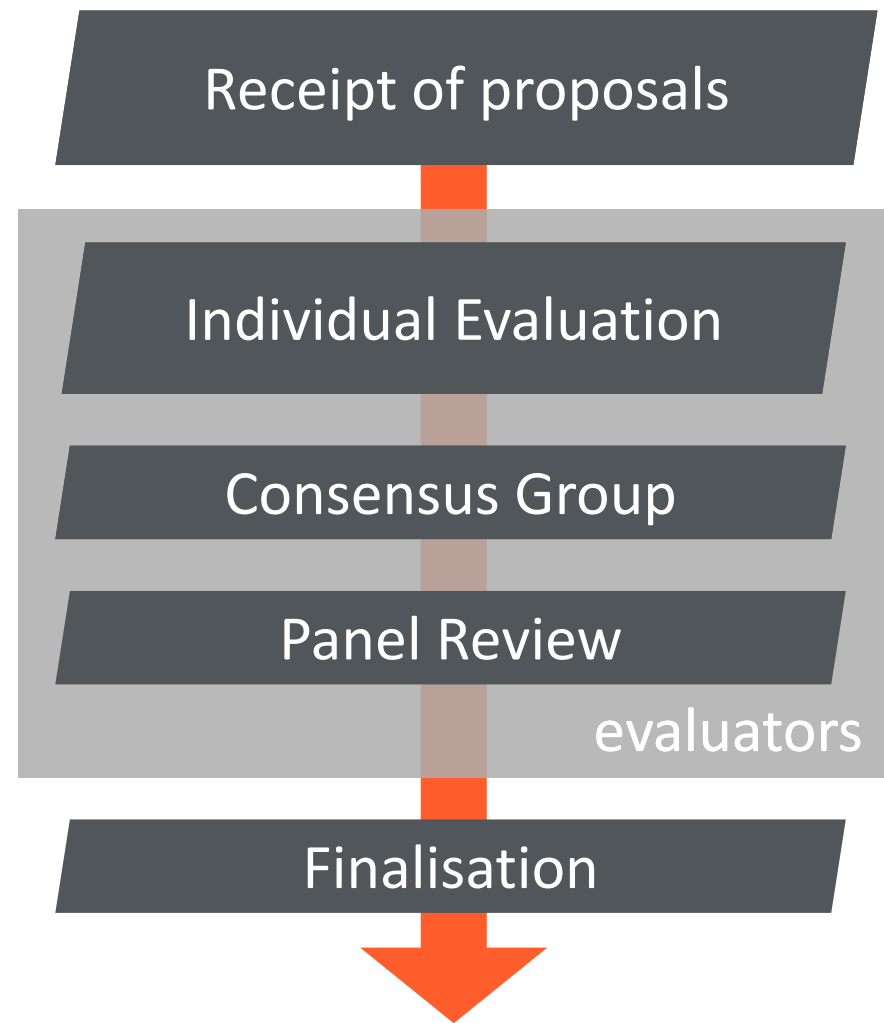 Receipt of proposals
Individual Evaluation
Consensus Group
Panel Review
evaluators
Finalisation